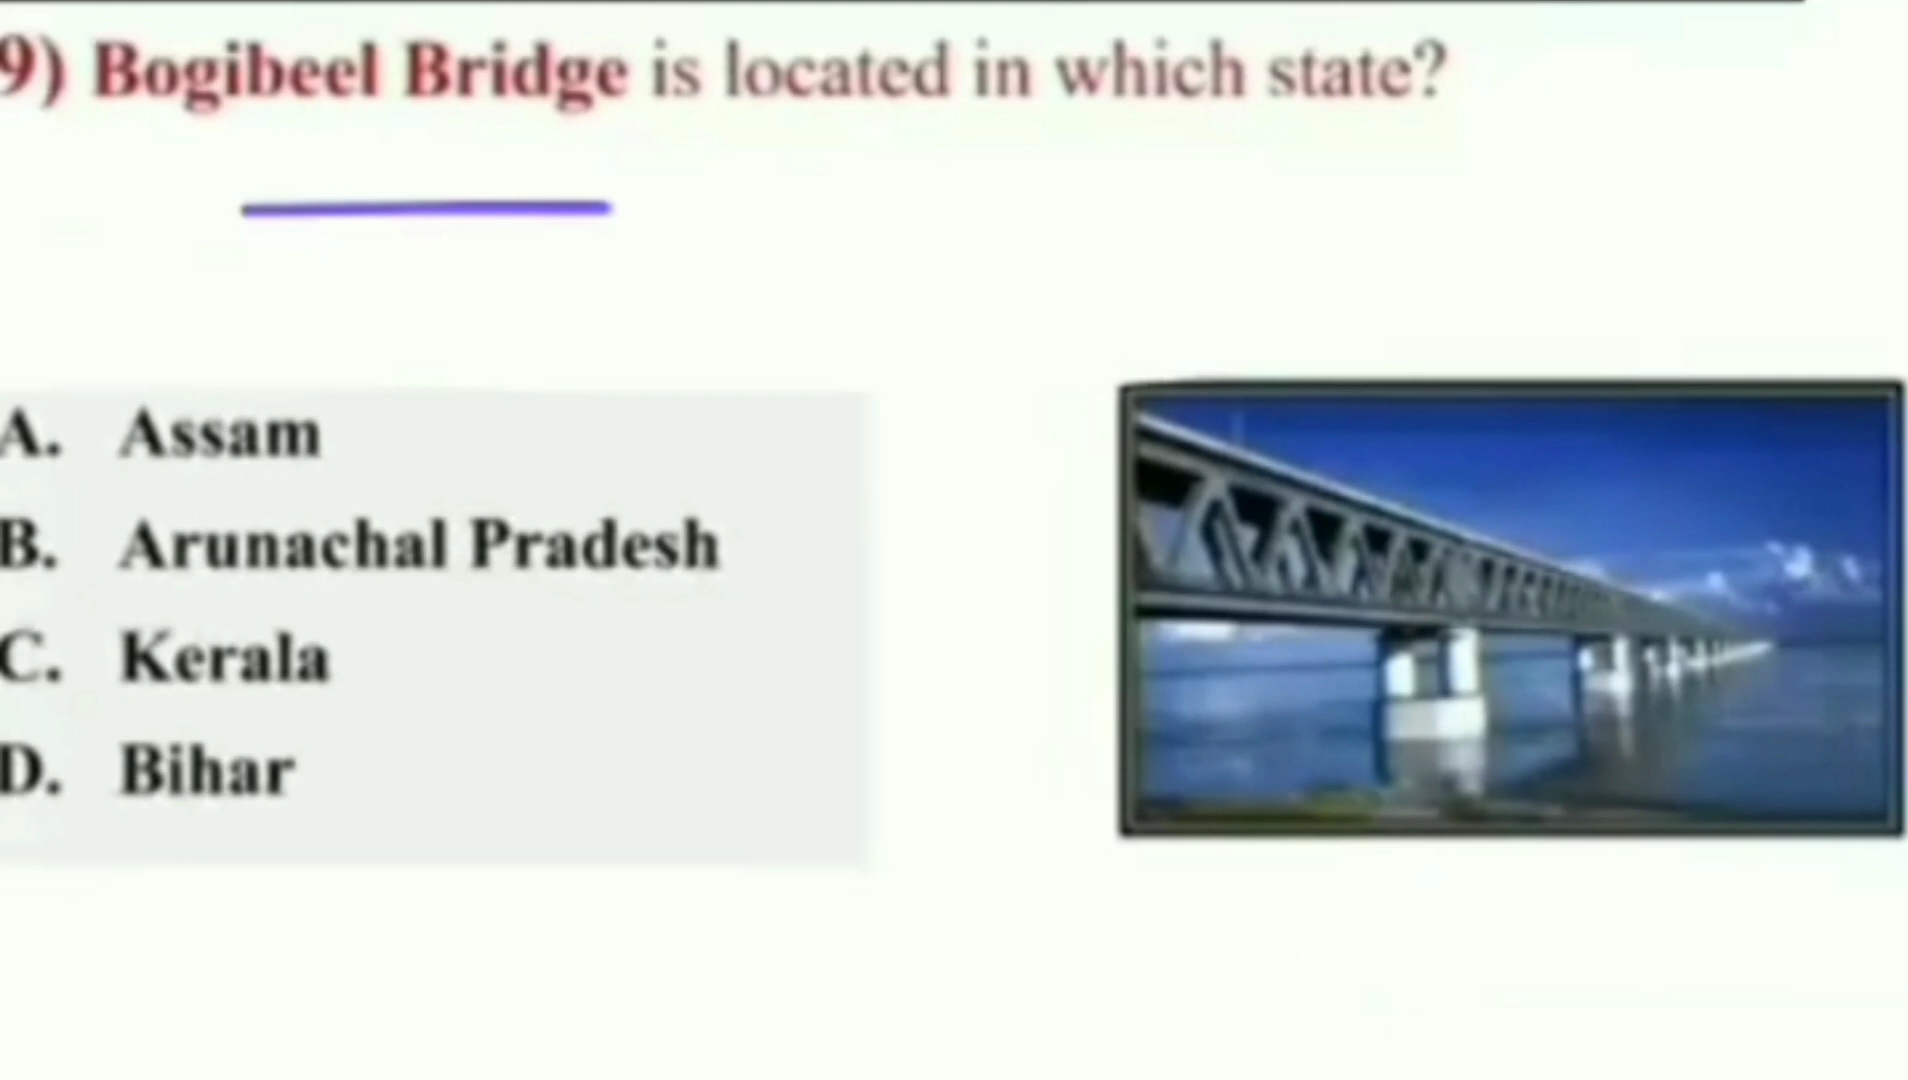 9) Bogibeel Bridge is located in which state?
A. Assam
B. Arunachal Pradesh
C. Kerala
D. Bihar